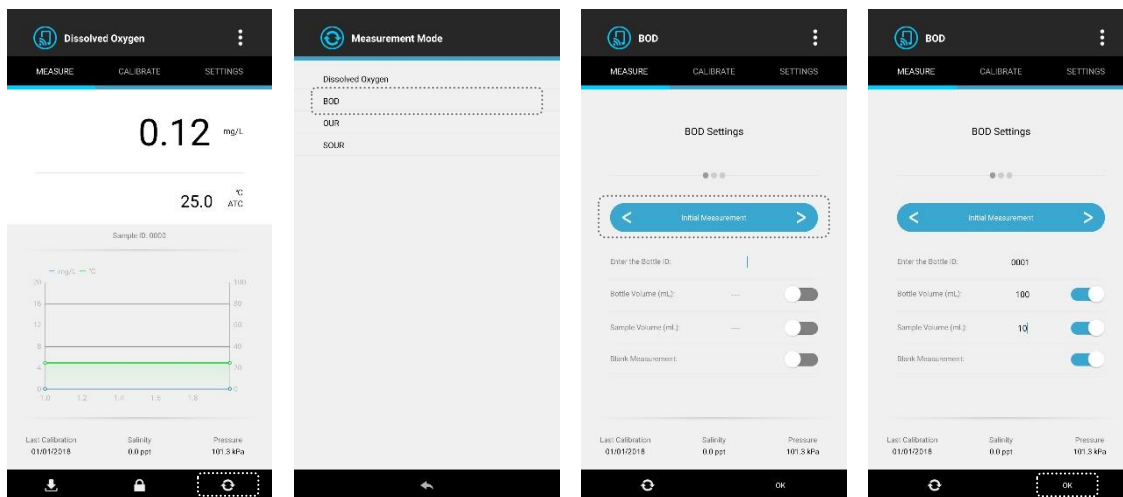 Dissolved Oxygen
MEASURE CALIBRATE SETTINGS
0.12 mg/L
25.0 °C ATC
Sample ID: 0000
mg/L °C
20 100
16 80
12 60
8 40
4 20
0 0
1.0 1.2 1.4 1.6 1.8
Last Calibration Salinity Pressure
01/01/2018 0.0 ppt 101.3 kPa
Measurement Mode
Dissolved Oxygen
BOD
OUR
SOUR
BOD
MEASURE CALIBRATE SETTINGS
BOD Settings
< Initial Measurement >
Enter the Bottle ID:
Bottle Volume (mL): ---
Sample Volume (mL): ---
Blank Measurement:
Last Calibration Salinity Pressure
01/01/2018 0.0 ppt 101.3 kPa
OK
BOD
MEASURE CALIBRATE SETTINGS
BOD Settings
< Initial Measurement >
Enter the Bottle ID: 0001
Bottle Volume (mL): 100
Sample Volume (mL): 10
Blank Measurement:
Last Calibration Salinity Pressure
01/01/2018 0.0 ppt 101.3 kPa
OK